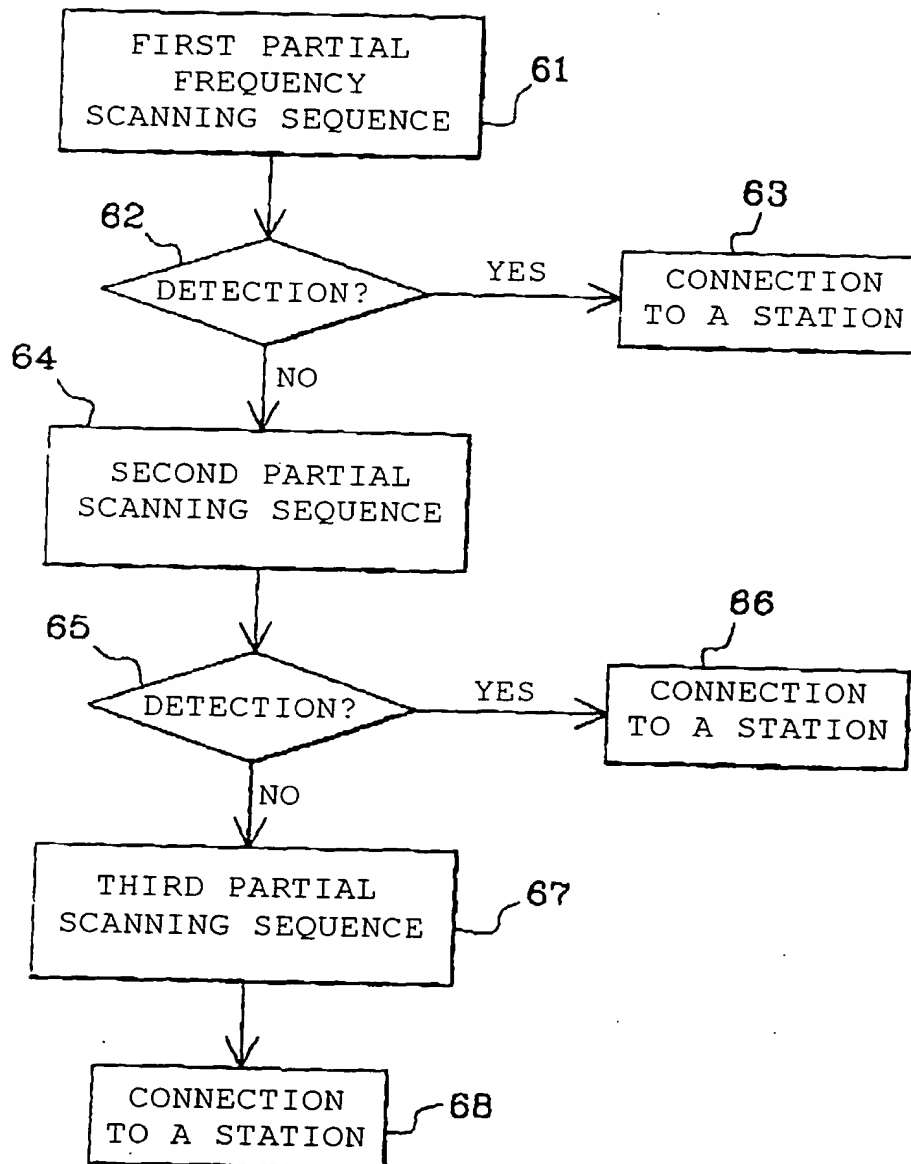 FIRST PARTIAL
FREQUENCY
SCANNING SEQUENCE
61
62
DETECTION?
YES
63
CONNECTION
TO A STATION
NO
64
SECOND PARTIAL
SCANNING SEQUENCE
65
DETECTION?
YES
66
CONNECTION
TO A STATION
NO
THIRD PARTIAL
SCANNING SEQUENCE
67
CONNECTION
TO A STATION
68